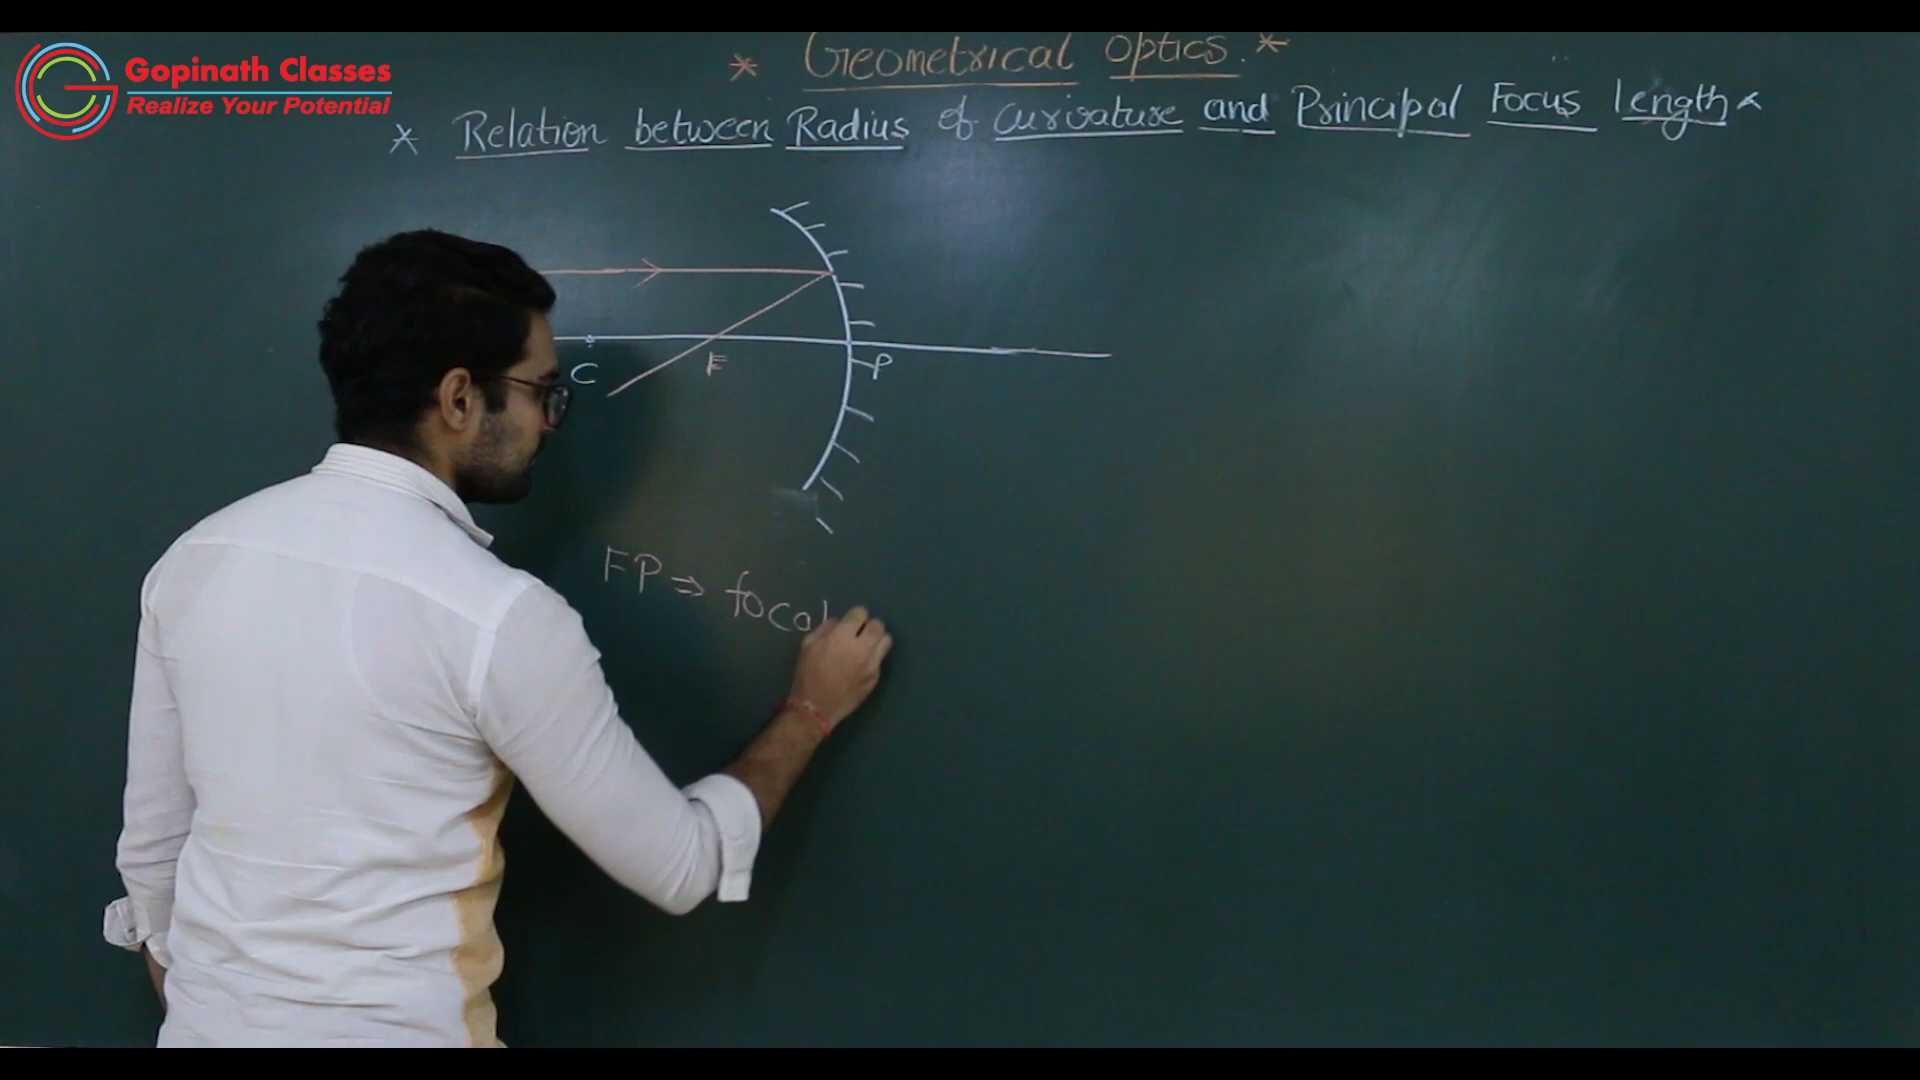 Gopinath Classes
Realize Your Potential
* Geometrical Optics. *
* Relation between Radius of Curvature and Principal Focus length *
C F P
FP ⇒ focal